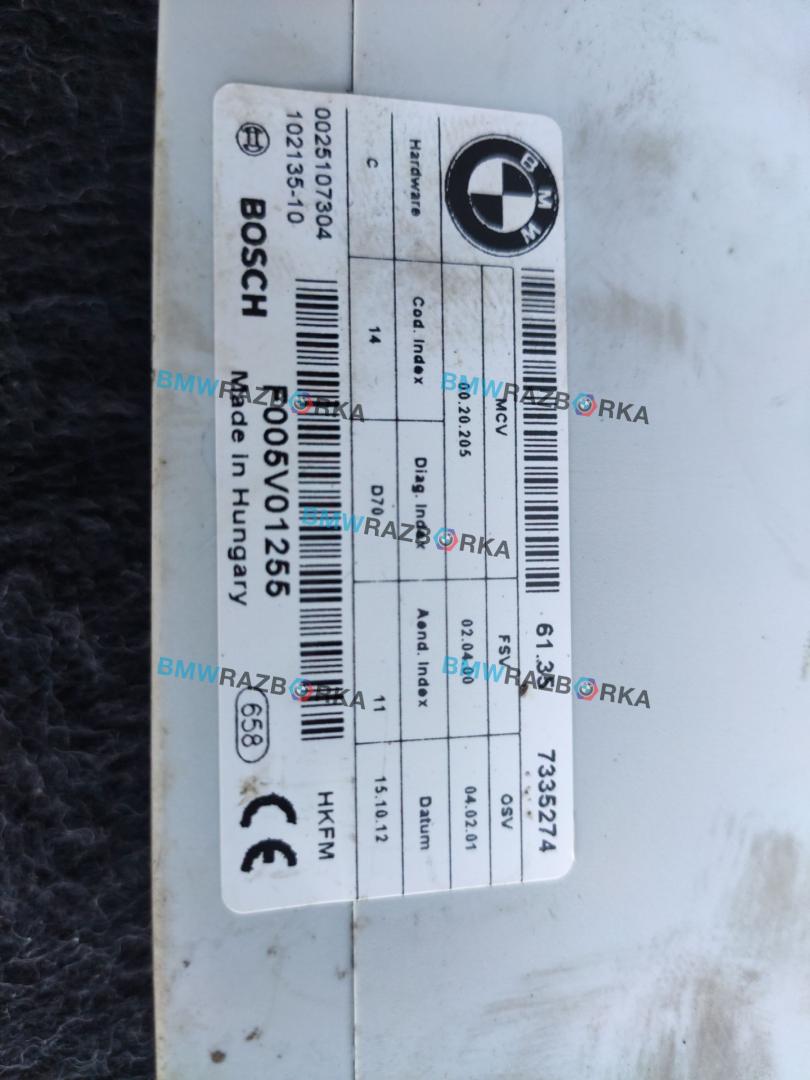 BMW
61.35 7335274
MCV FSV OSV
00.20.205 02.04.00 04.02.01
Hardware Cod. Index Diag. Index Aend. Index Datum
C 14 D70 11 15.10.12
0025107304 HKFM
102135-10
F005V01255
BOSCH Made in Hungary 658 CE
BMWRAZBORKA
BMWRAZBORKA
BMWRAZBORKA
BMWRAZBORKA
BMWRAZBORKA